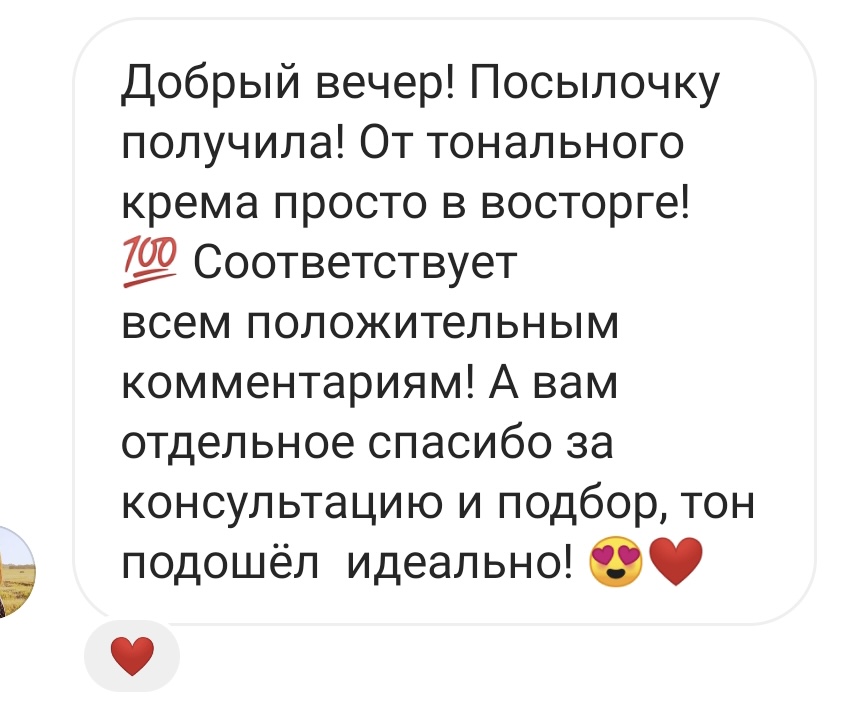 Добрый вечер! Посылочку
получила! От тонального
крема просто в восторге!
💯 Соответствует
всем положительным
комментариям! А вам
отдельное спасибо за
консультацию и подбор, тон
подошёл  идеально! 😍❤️
❤️